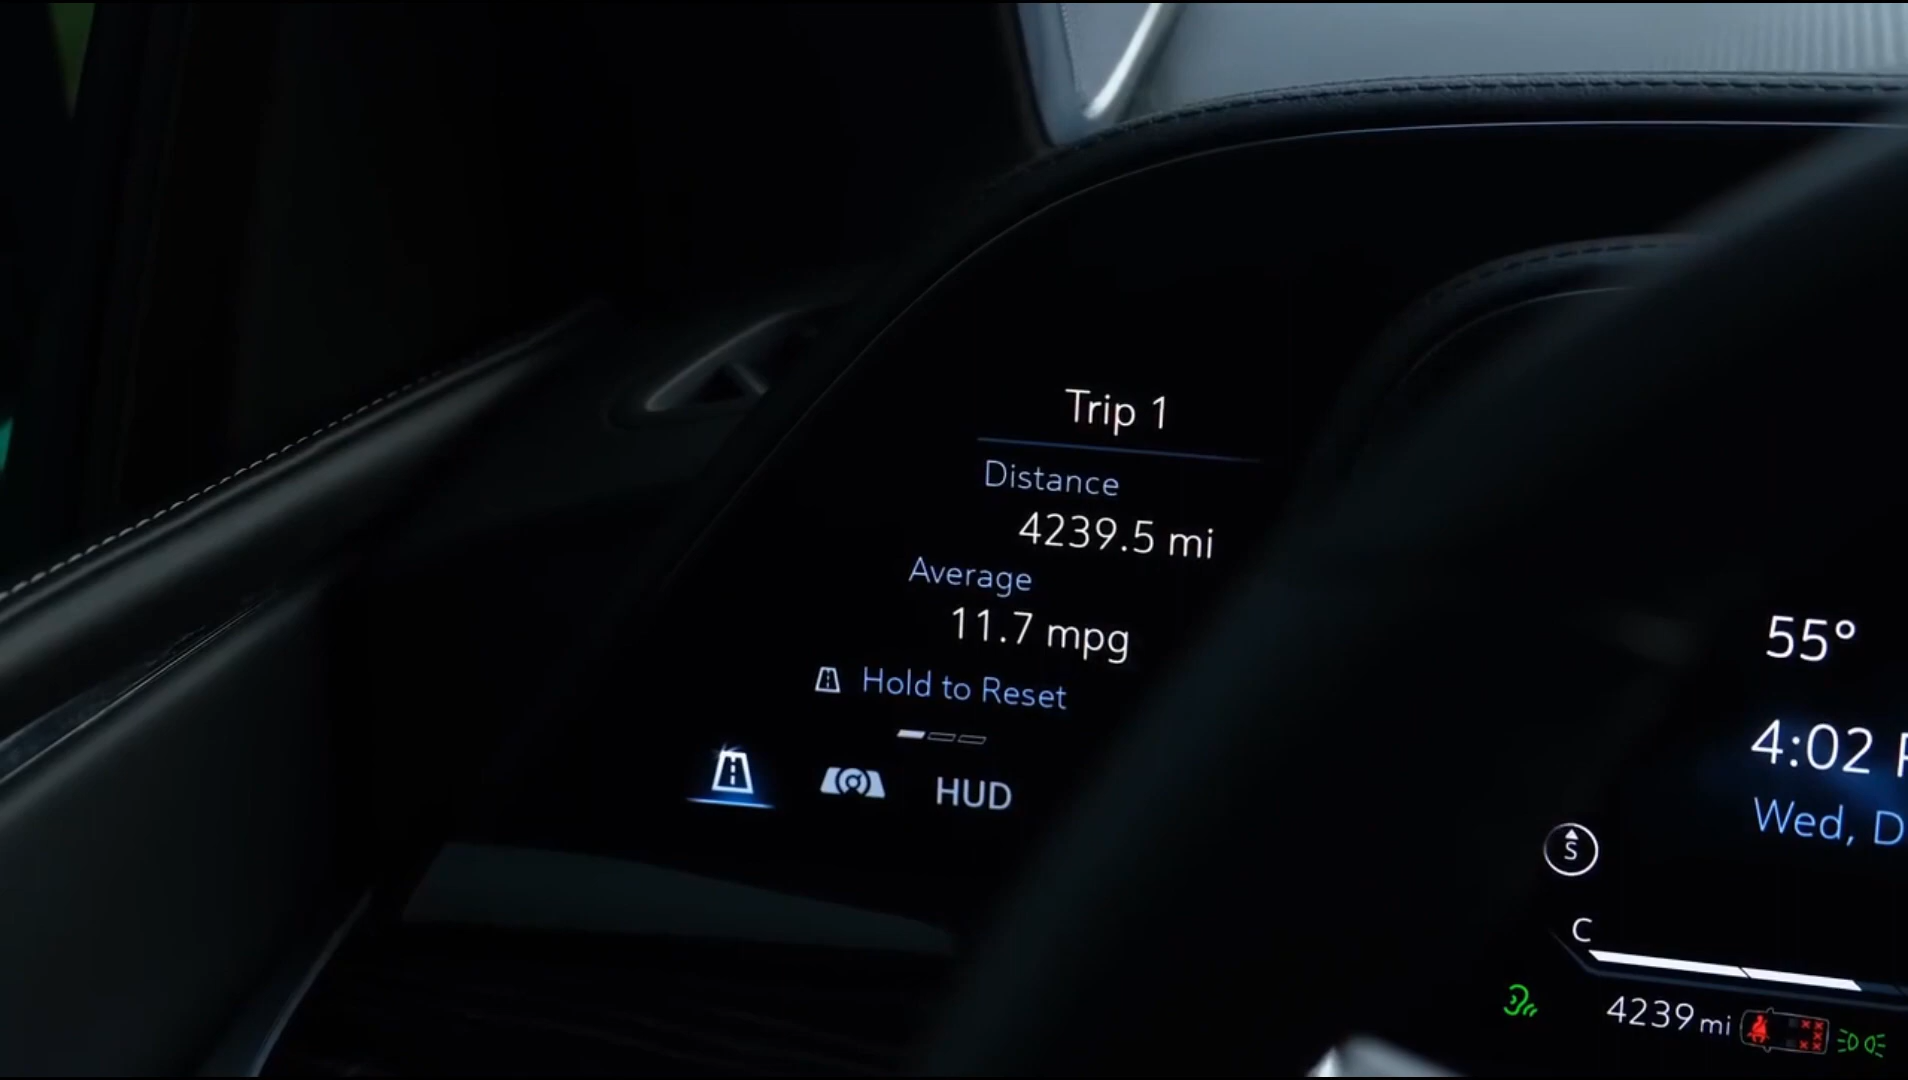 Trip 1
Distance
4239.5 mi
Average
11.7 mpg
Hold to Reset
HUD
55°
4:02
Wed, D
S
C
4239 mi